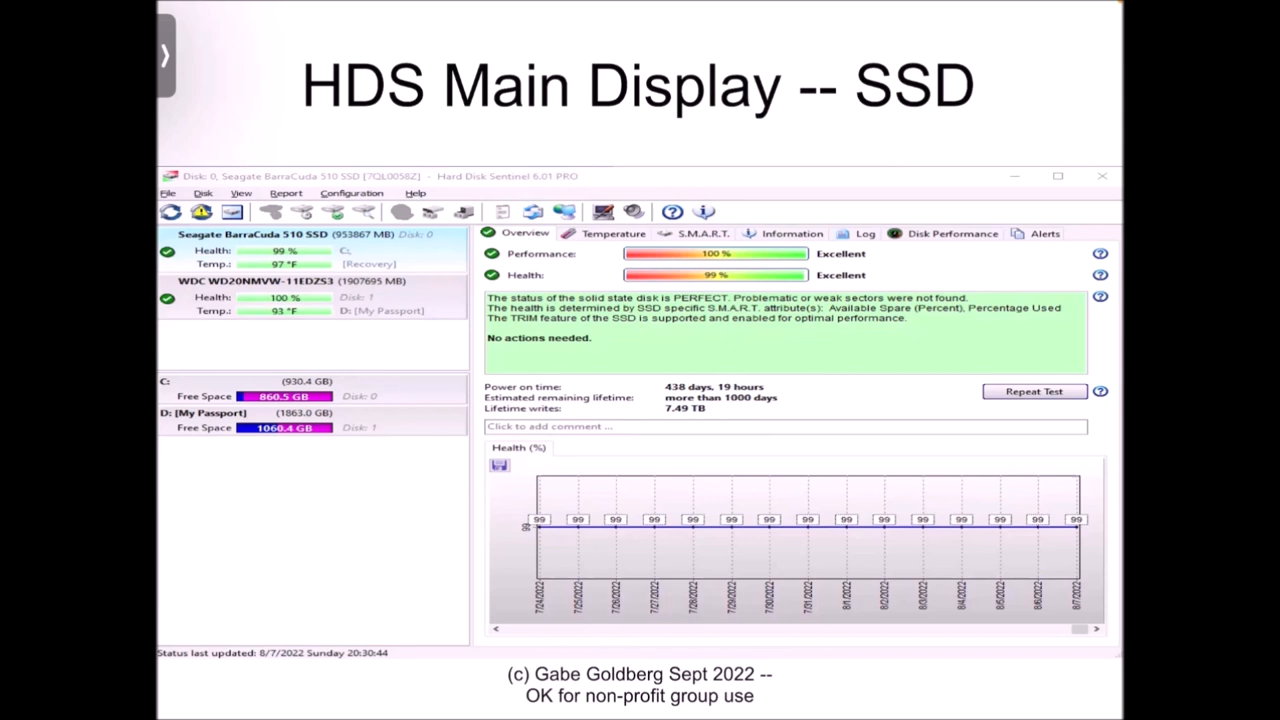 HDS Main Display -- SSD
Disk: 0, Seagate BarraCuda 510 SSD [7QL0058Z] - Hard Disk Sentinel 6.01 PRO
File Disk View Report Configuration Help
Seagate BarraCuda 510 SSD (953867 MB) Disk: 0
Health: 99 % C:,
Temp.: 97 °F [Recovery]
WDC WD20NMVW-11EDZS3 (1907695 MB)
Health: 100 % Disk: 1
Temp.: 93 °F D: [My Passport]
C: (930.4 GB)
Free Space 860.5 GB Disk: 0
D: [My Passport] (1863.0 GB)
Free Space 1060.4 GB Disk: 1
Overview Temperature S.M.A.R.T. Information Log Disk Performance Alerts
Performance: 100 % Excellent
Health: 99 % Excellent
The status of the solid state disk is PERFECT. Problematic or weak sectors were not found.
The health is determined by SSD specific S.M.A.R.T. attribute(s): Available Spare (Percent), Percentage Used
The TRIM feature of the SSD is supported and enabled for optimal performance.
No actions needed.
Power on time: 438 days, 19 hours
Estimated remaining lifetime: more than 1000 days
Lifetime writes: 7.49 TB
Repeat Test
Click to add comment ...
Health (%)
99
99 99 99 99 99 99 99 99 99 99 99 99 99 99 99
7/24/2022 7/25/2022 7/26/2022 7/27/2022 7/28/2022 7/29/2022 7/30/2022 7/31/2022 8/1/2022 8/2/2022 8/3/2022 8/4/2022 8/5/2022 8/6/2022 8/7/2022
Status last updated: 8/7/2022 Sunday 20:30:44
(c) Gabe Goldberg Sept 2022 --
OK for non-profit group use